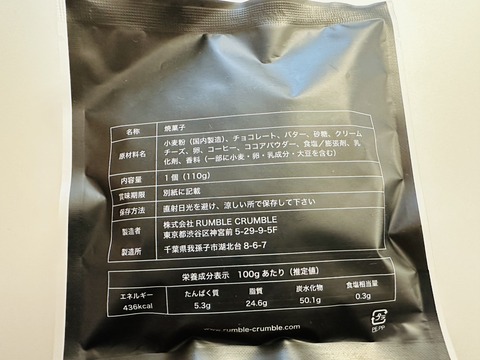 名称 焼菓子
原材料名 小麦粉（国内製造）、チョコレート、バター、砂糖、クリーム
チーズ、卵、コーヒー、ココアパウダー、食塩／膨張剤、乳
化剤、香料（一部に小麦・卵・乳成分・大豆を含む）
内容量 1個（110g）
賞味期限 別紙に記載
保存方法 直射日光を避け、涼しい所で保存して下さい
製造者 株式会社 RUMBLE CRUMBLE
東京都渋谷区神宮前 5-29-9-5F
製造所 千葉県我孫子市湖北台 8-6-7
栄養成分表示 100gあたり（推定値）
エネルギー たんぱく質 脂質 炭水化物 食塩相当量
436kcal 5.3g 24.6g 50.1g 0.3g
www.rumble-crumble.com
プラ